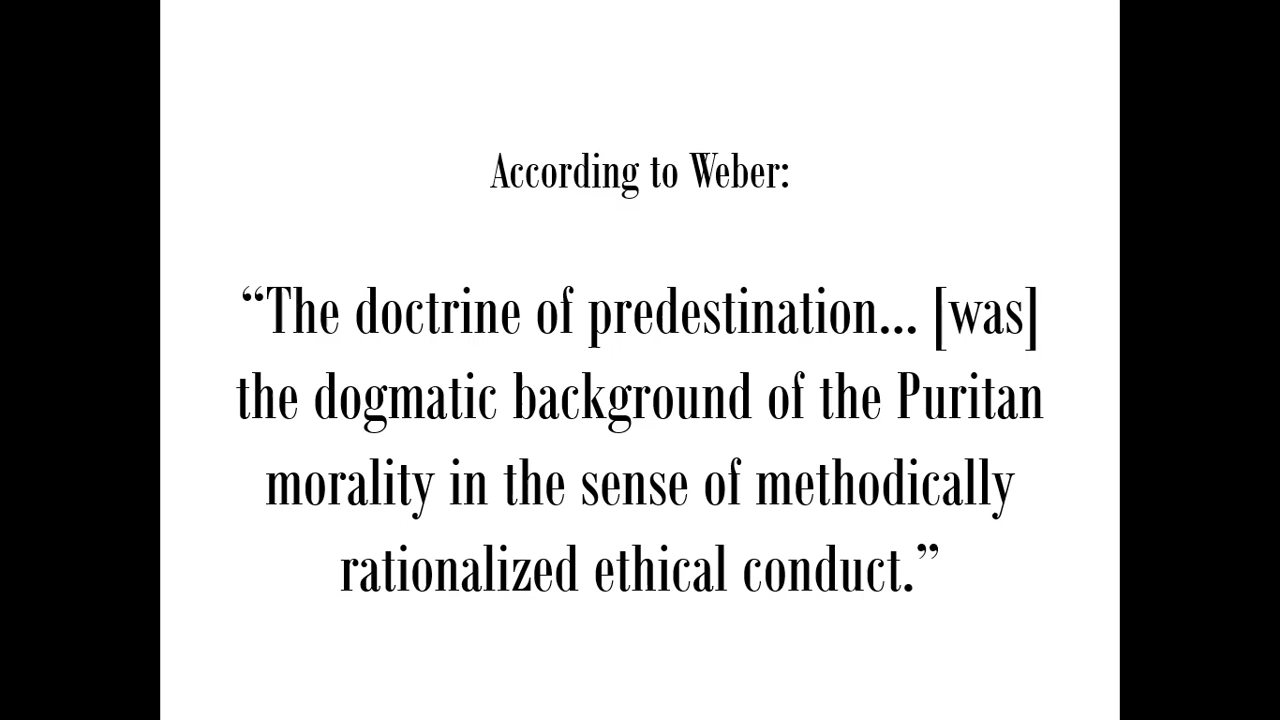 According to Weber:
“The doctrine of predestination... [was]
the dogmatic background of the Puritan
morality in the sense of methodically
rationalized ethical conduct.”